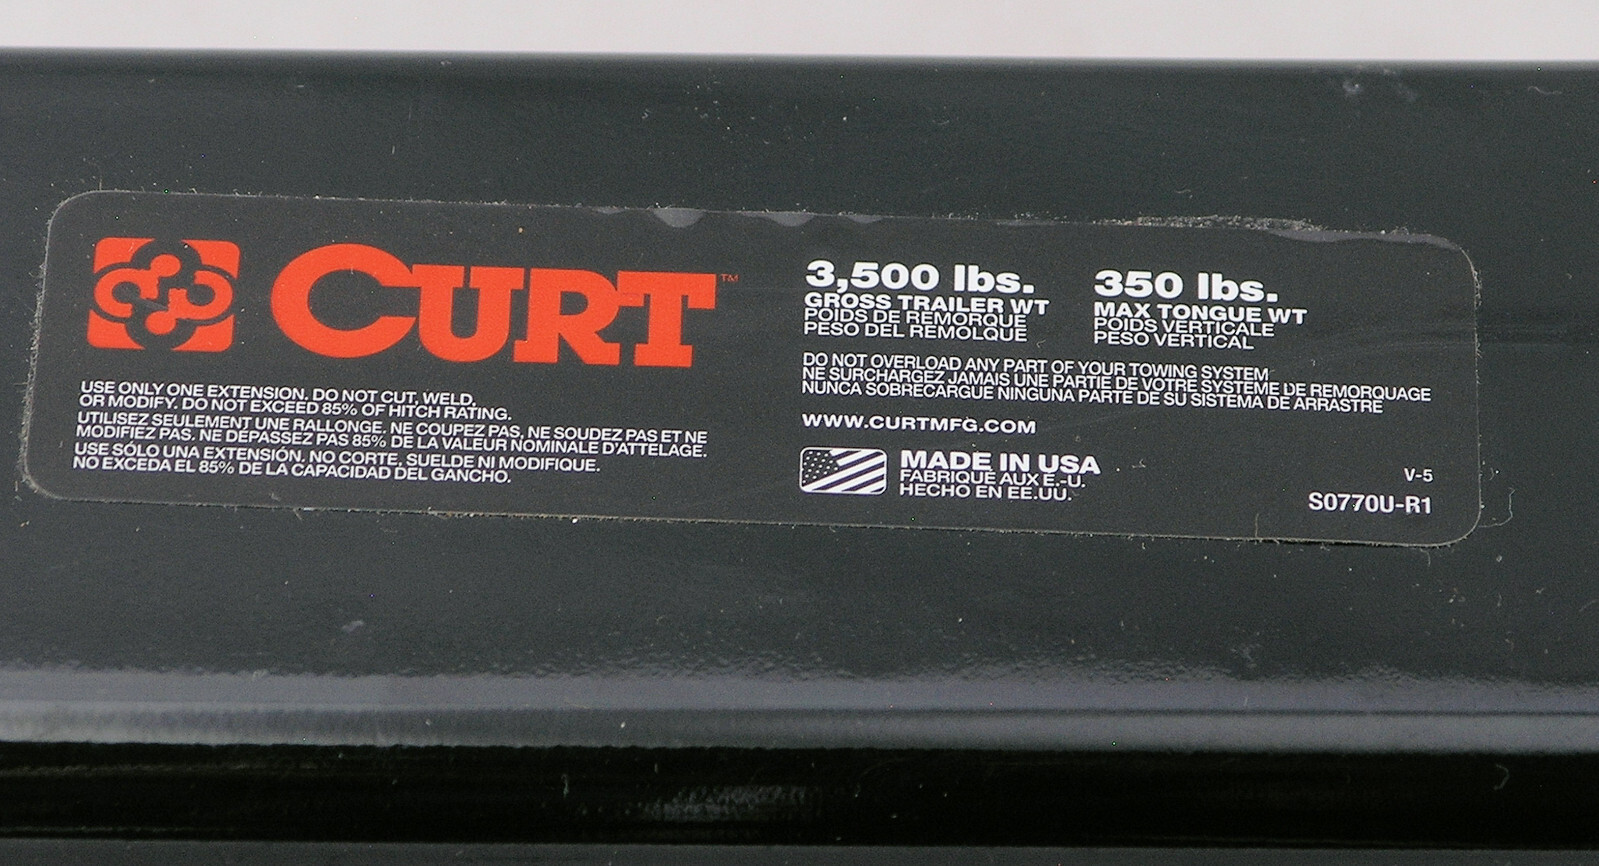 CURT™
USE ONLY ONE EXTENSION. DO NOT CUT, WELD,
OR MODIFY. DO NOT EXCEED 85% OF HITCH RATING.
UTILISEZ SEULEMENT UNE RALLONGE. NE COUPEZ PAS, NE SOUDEZ PAS ET NE
MODIFIEZ PAS. NE DÉPASSEZ PAS 85% DE LA VALEUR NOMINALE D'ATTELAGE.
USE SÓLO UNA EXTENSIÓN. NO CORTE, SUELDE NI MODIFIQUE.
NO EXCEDA EL 85% DE LA CAPACIDAD DEL GANCHO.
3,500 lbs.
GROSS TRAILER WT
POIDS DE REMORQUE
PESO DEL REMOLQUE
350 lbs.
MAX TONGUE WT
POIDS VERTICALE
PESO VERTICAL
DO NOT OVERLOAD ANY PART OF YOUR TOWING SYSTEM
NE SURCHARGEZ JAMAIS UNE PARTIE DE VOTRE SYSTÈME DE REMORQUAGE
NUNCA SOBRECARGUE NINGUNA PARTE DE SU SISTEMA DE ARRASTRE
WWW.CURTMFG.COM
MADE IN USA
FABRIQUE AUX E.-U.
HECHO EN EE.UU.
V-5
S0770U-R1